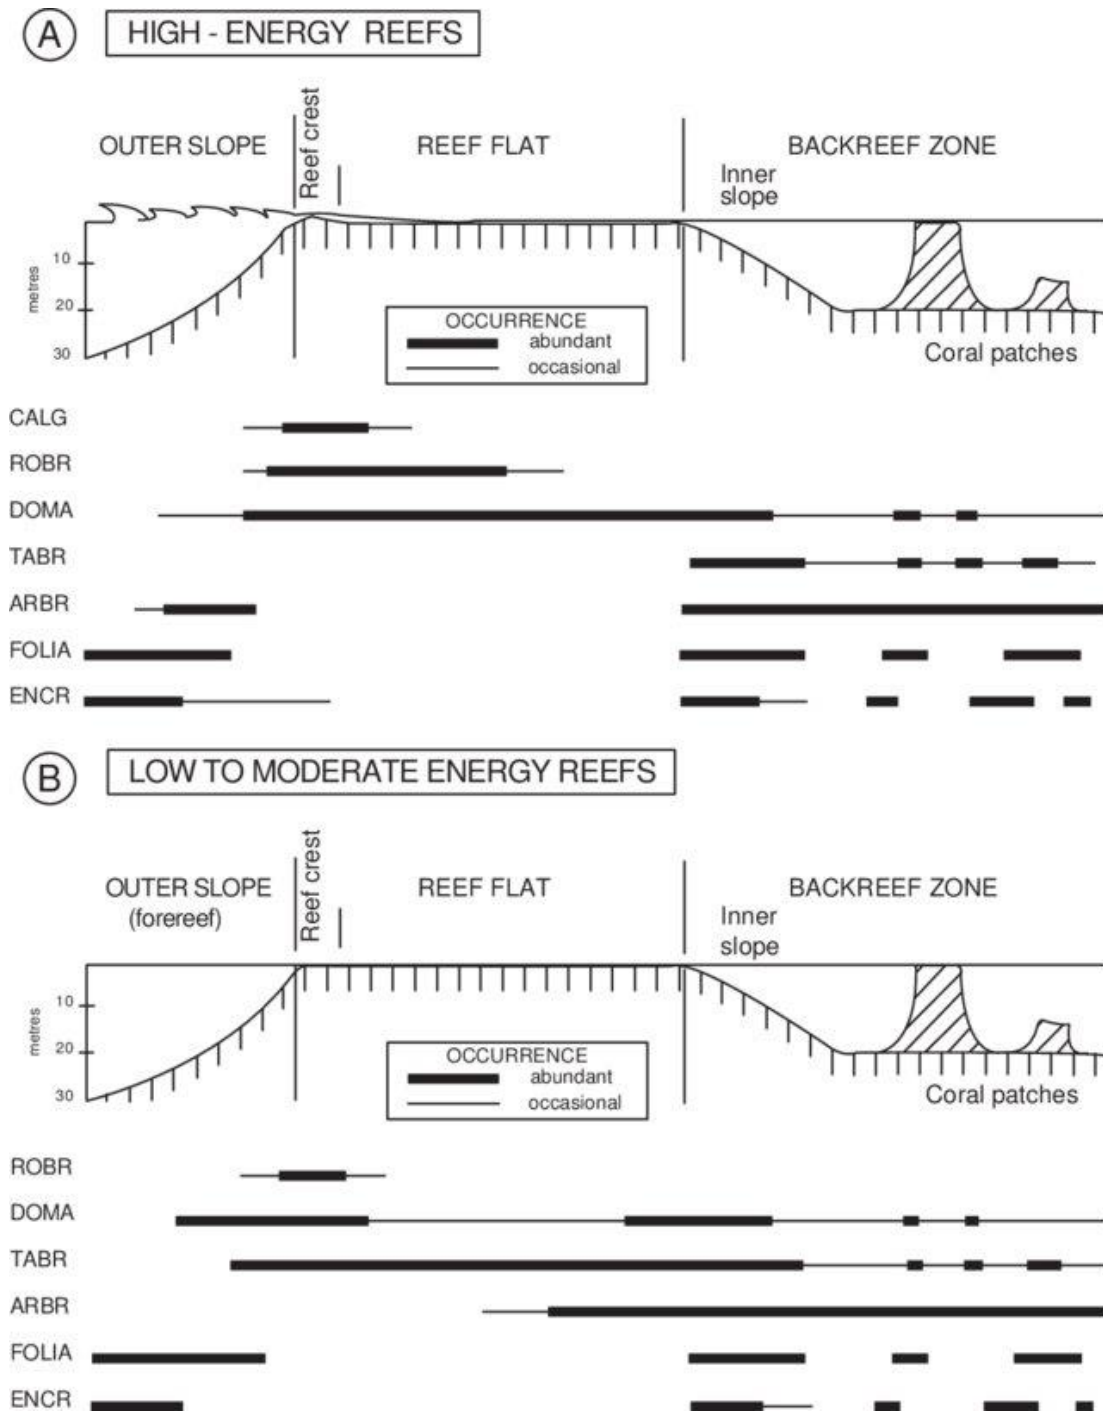 A HIGH - ENERGY REEFS
OUTER SLOPE
Reef crest
REEF FLAT
BACKREEF ZONE
Inner
slope
metres
10
20
30
OCCURRENCE
abundant
occasional
Coral patches
CALG
ROBR
DOMA
TABR
ARBR
FOLIA
ENCR
B LOW TO MODERATE ENERGY REEFS
OUTER SLOPE
(forereef)
Reef crest
REEF FLAT
BACKREEF ZONE
Inner
slope
metres
10
20
30
OCCURRENCE
abundant
occasional
Coral patches
ROBR
DOMA
TABR
ARBR
FOLIA
ENCR